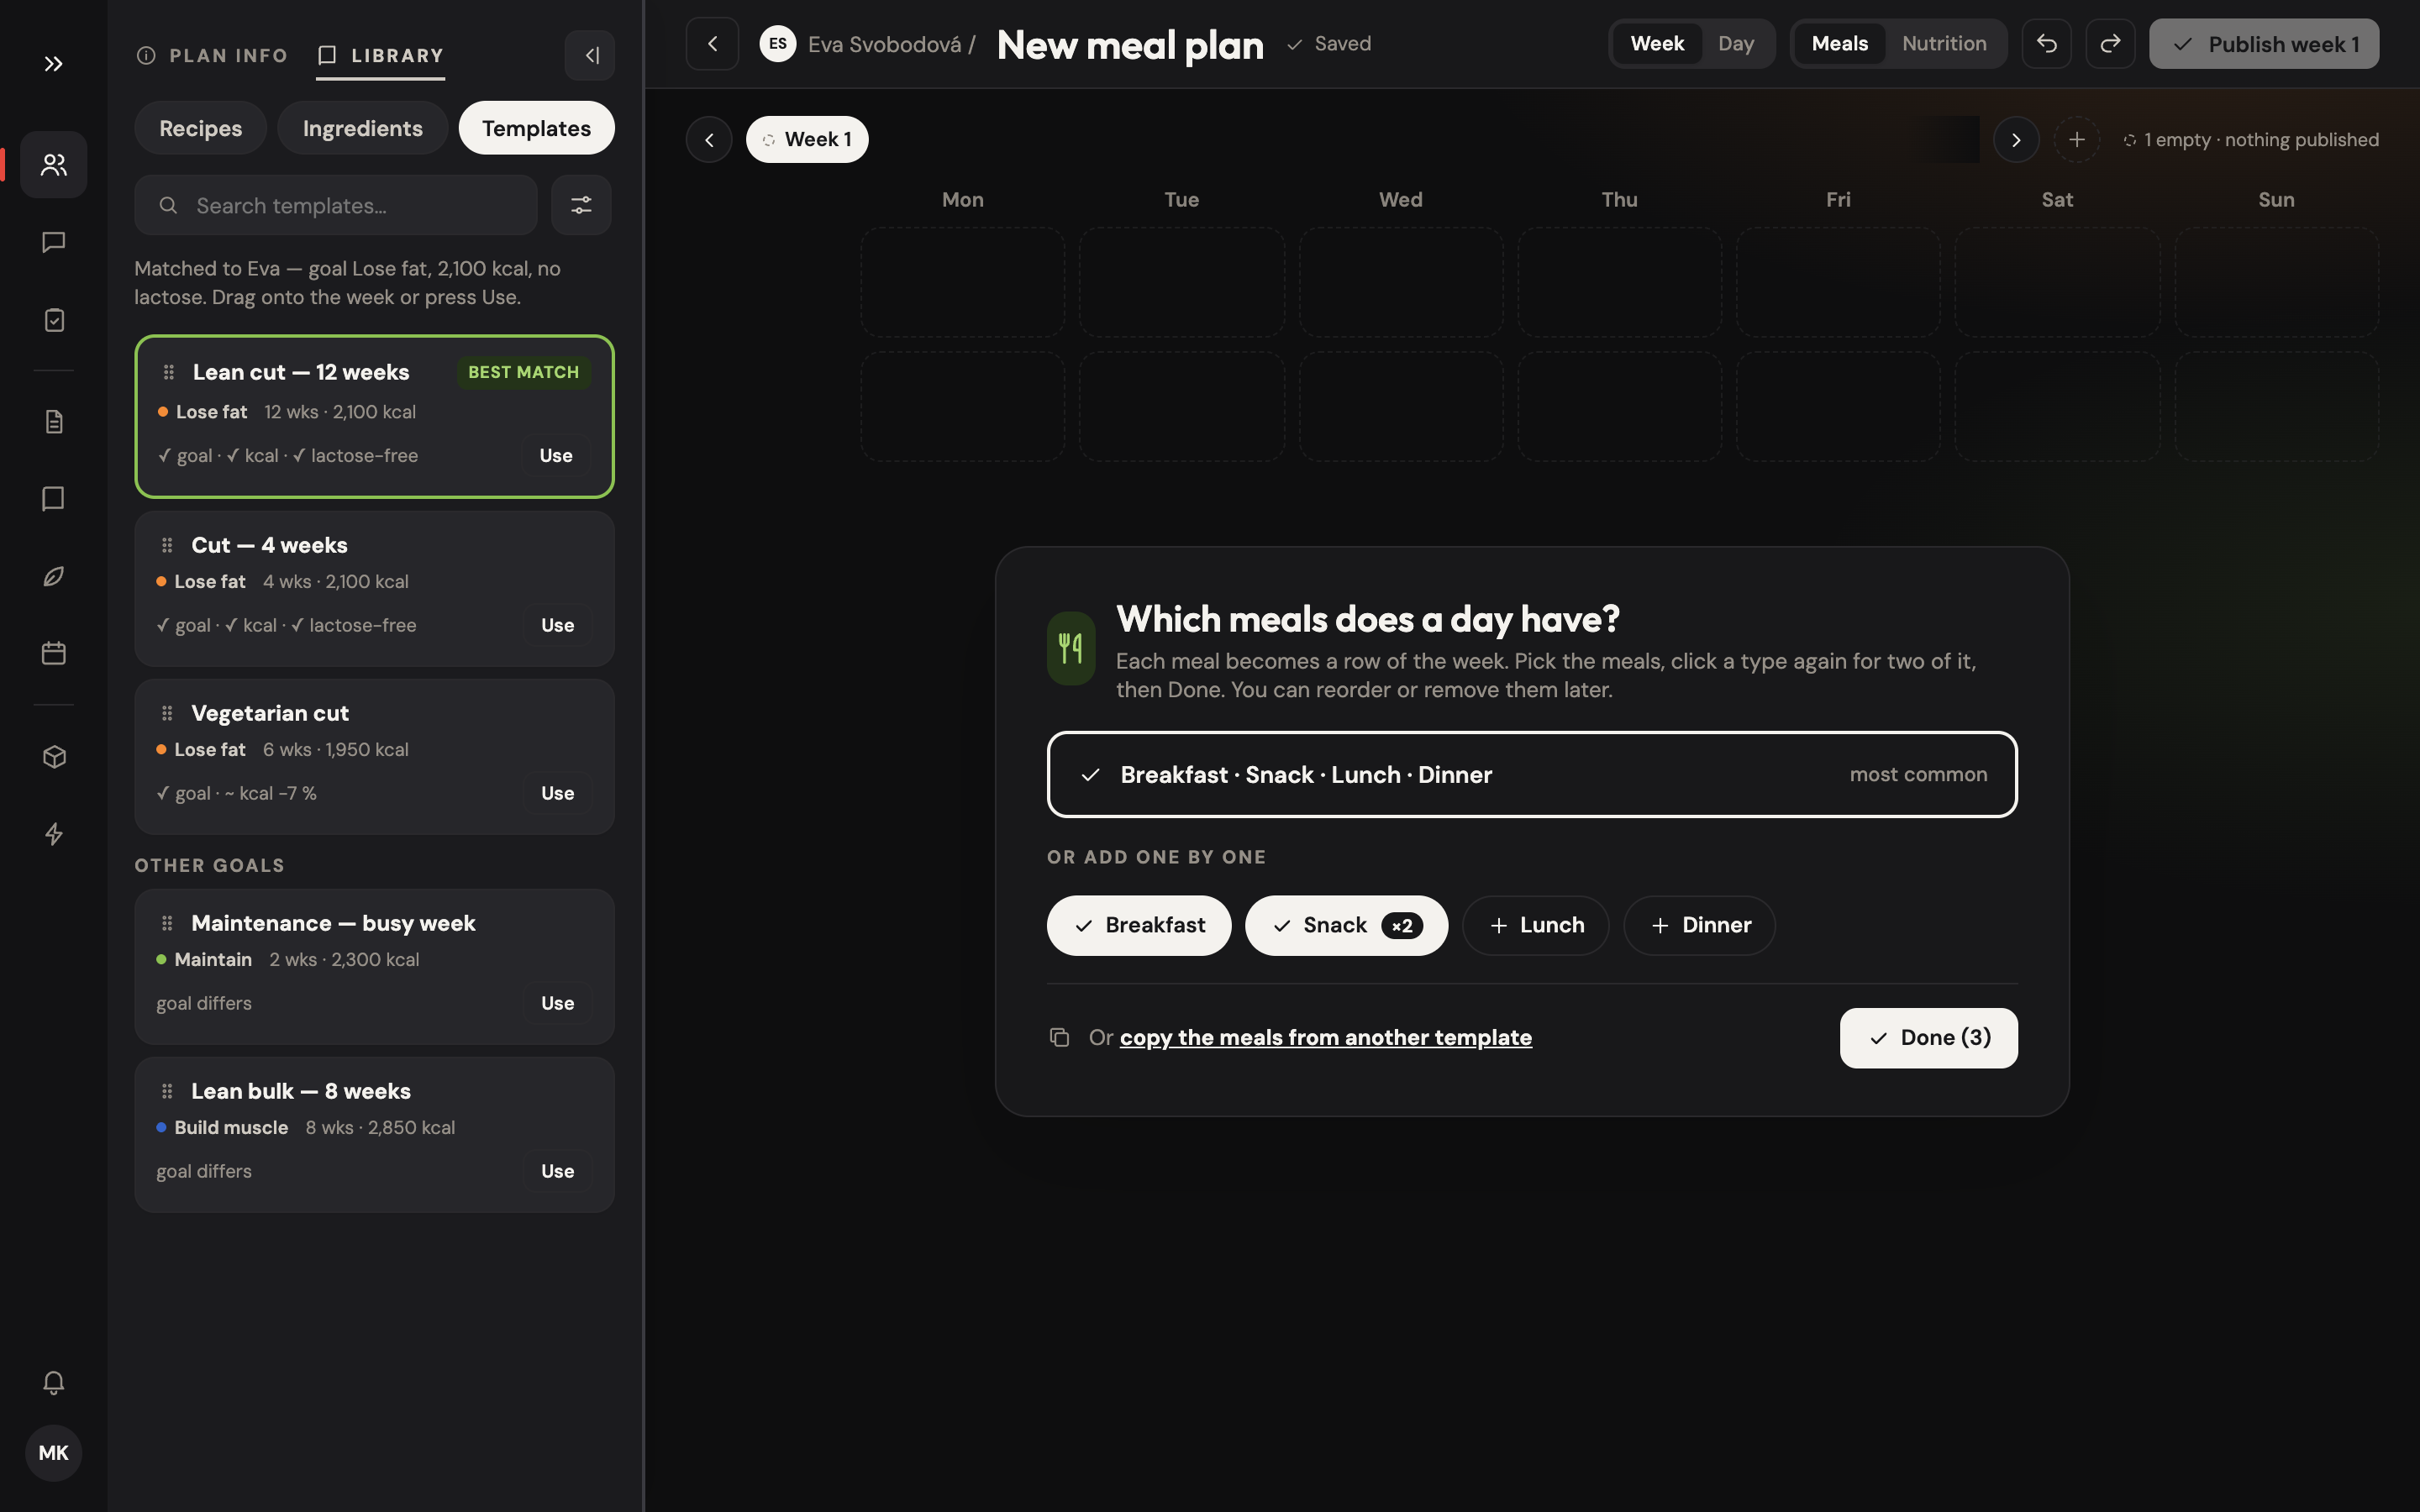 PLAN INFO
LIBRARY
ES
Eva Svobodová /
New meal plan
Saved
Week
Day
Meals
Nutrition
Publish week 1
Recipes
Ingredients
Templates
Search templates...
Matched to Eva — goal Lose fat, 2,100 kcal, no
lactose. Drag onto the week or press Use.
Lean cut — 12 weeks
BEST MATCH
Lose fat
12 wks · 2,100 kcal
✓ goal · ✓ kcal · ✓ lactose-free
Use
Cut — 4 weeks
Lose fat
4 wks · 2,100 kcal
✓ goal · ✓ kcal · ✓ lactose-free
Use
Vegetarian cut
Lose fat
6 wks · 1,950 kcal
✓ goal · ~ kcal -7 %
Use
OTHER GOALS
Maintenance — busy week
Maintain
2 wks · 2,300 kcal
goal differs
Use
Lean bulk — 8 weeks
Build muscle
8 wks · 2,850 kcal
goal differs
Use
MK
Week 1
1 empty · nothing published
Mon
Tue
Wed
Thu
Fri
Sat
Sun
Which meals does a day have?
Each meal becomes a row of the week. Pick the meals, click a type again for two of it,
then Done. You can reorder or remove them later.
Breakfast · Snack · Lunch · Dinner
most common
OR ADD ONE BY ONE
Breakfast
Snack
×2
Lunch
Dinner
Or copy the meals from another template
Done (3)